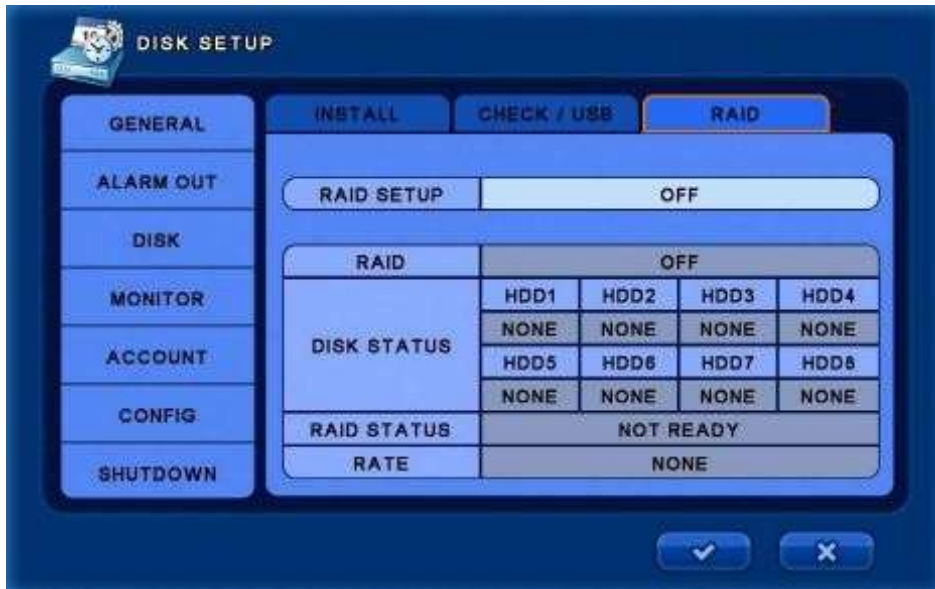 DISK SETUP
GENERAL
ALARM OUT
DISK
MONITOR
ACCOUNT
CONFIG
SHUTDOWN
INSTALL CHECK / USB RAID
RAID SETUP OFF
RAID OFF
DISK STATUS
HDD1 HDD2 HDD3 HDD4
NONE NONE NONE NONE
HDD5 HDD6 HDD7 HDD8
NONE NONE NONE NONE
RAID STATUS NOT READY
RATE NONE